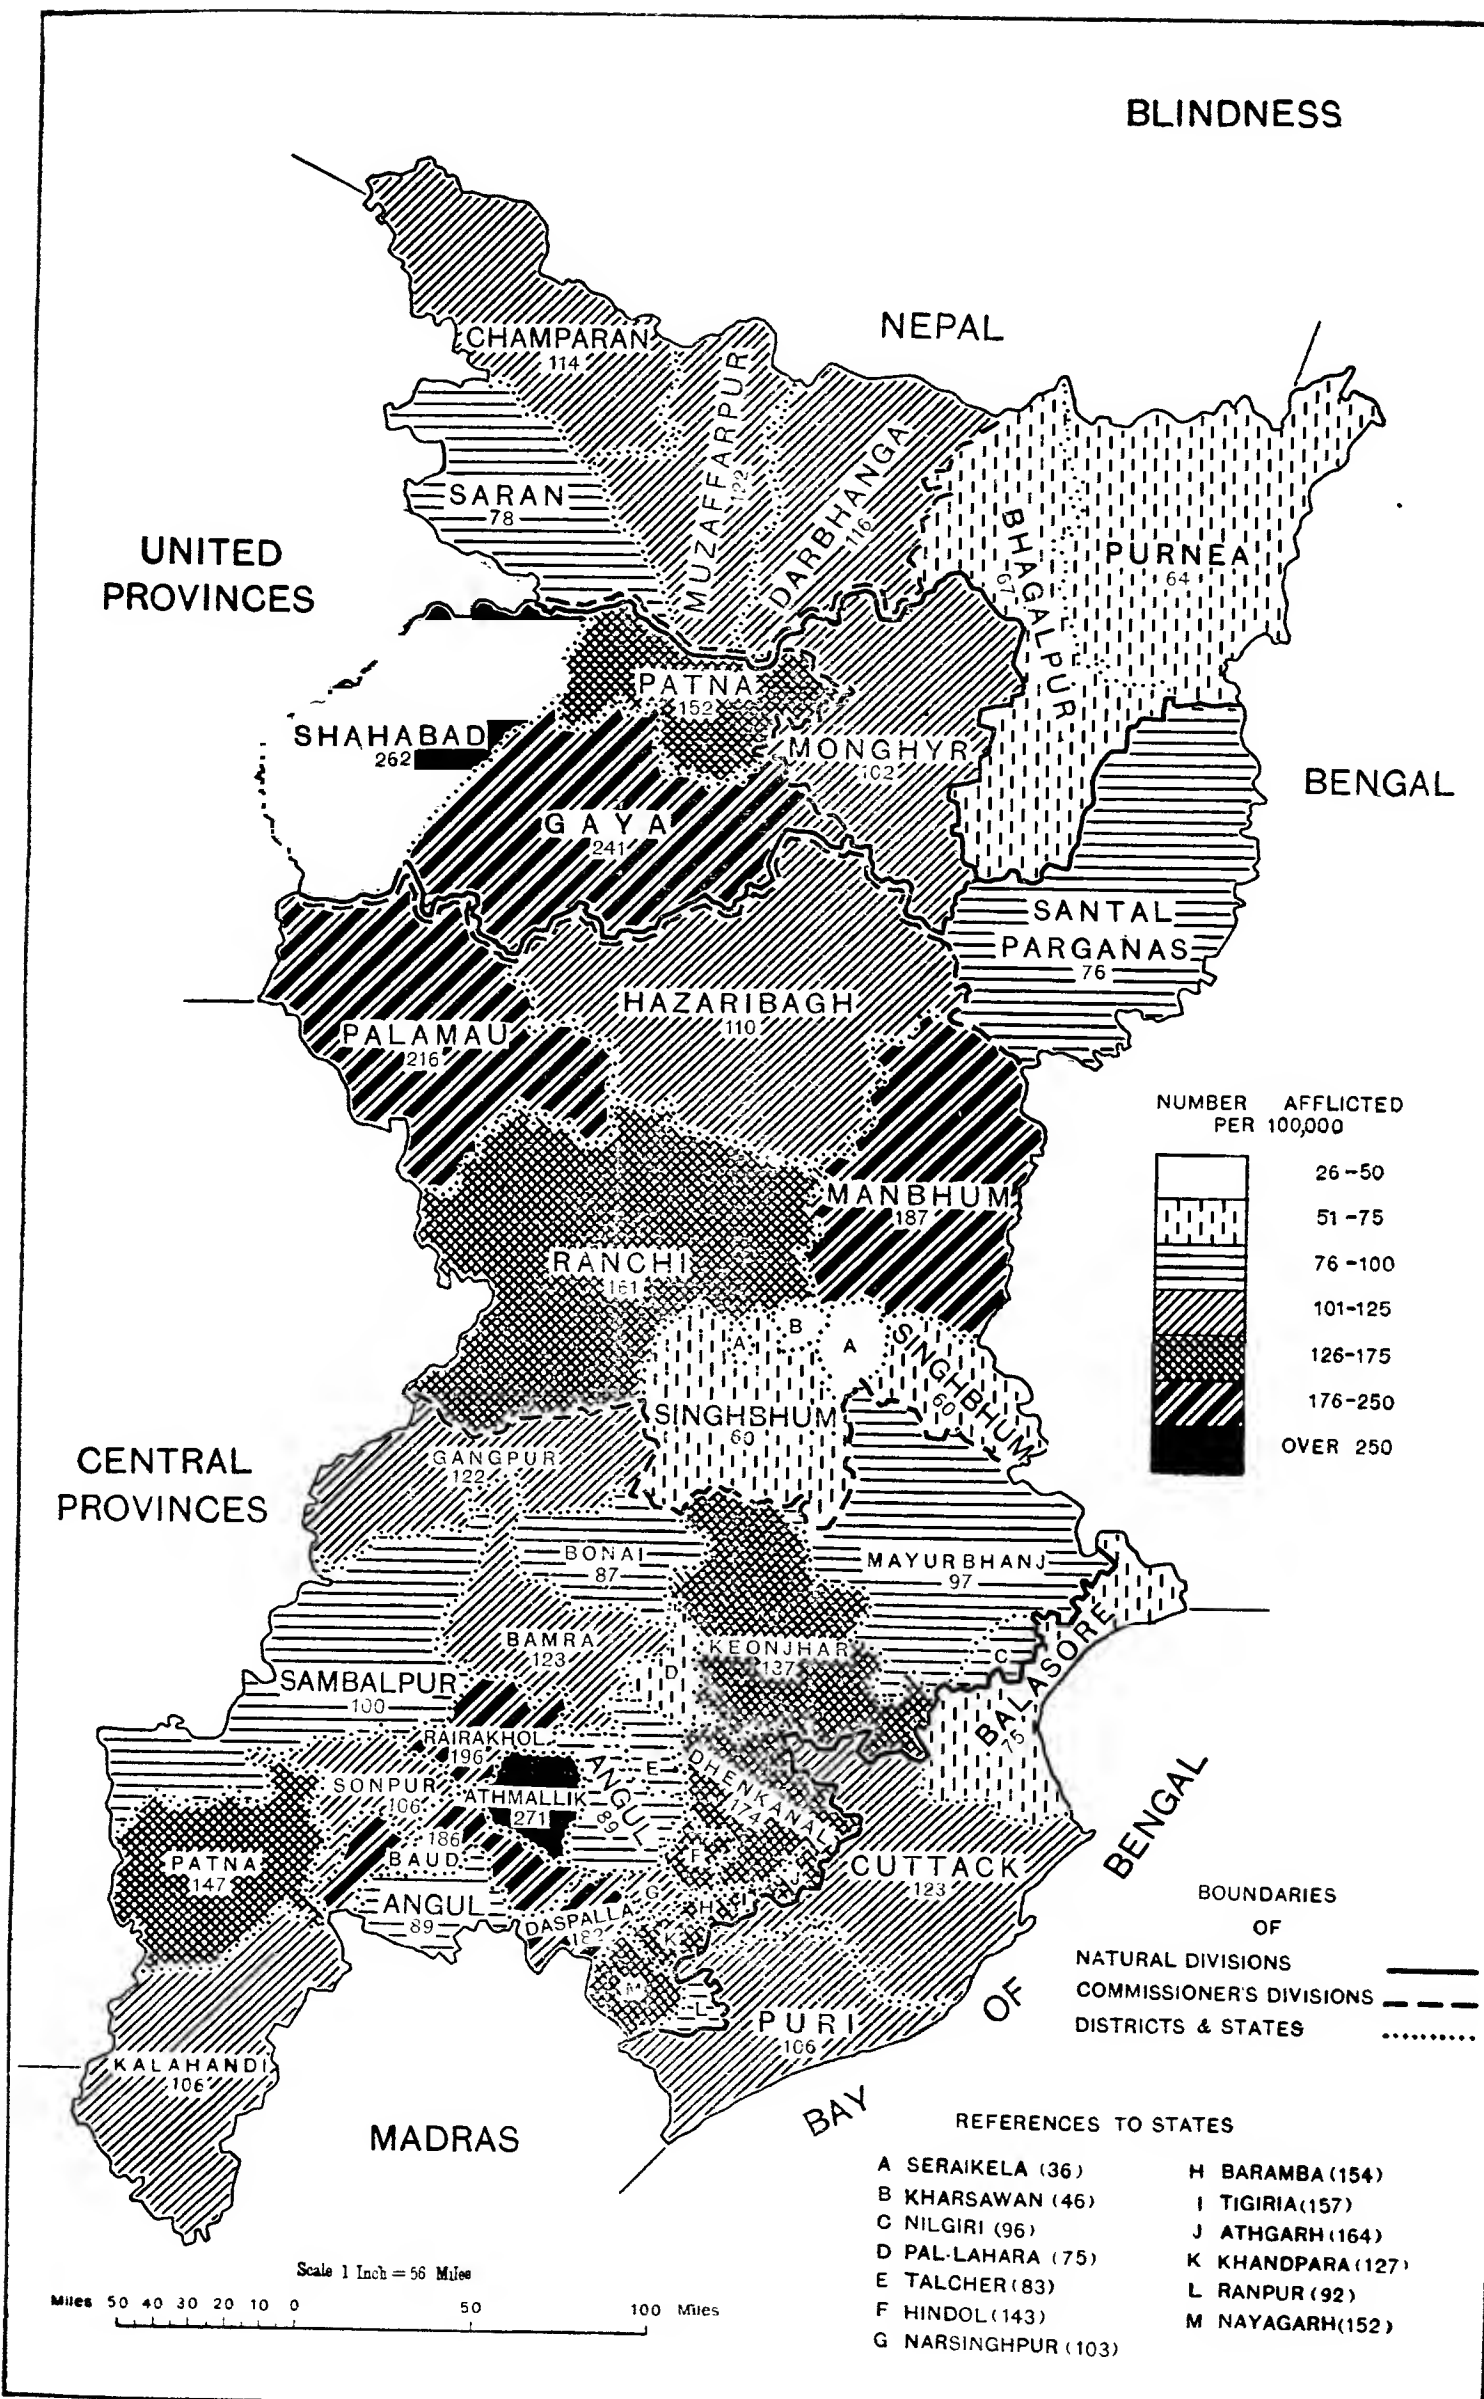 BLINDNESS
NEPAL
CHAMPARAN
114
MUZAFFARPUR
122
DARBHANGA
116
SARAN
78
BHAGALPUR
67
PURNEA
64
UNITED
PROVINCES
PATNA
152
SHAHABAD
262
MONGHYR
102
BENGAL
GAYA
241
SANTAL
PARGANAS
76
HAZARIBAGH
110
PALAMAU
216
NUMBER AFFLICTED
PER 100,000
26-50
51-75
76-100
101-125
126-175
176-250
OVER 250
MANBHUM
187
RANCHI
161
A
B
A
SINGHBHUM
60
SINGHBHUM
60
CENTRAL
PROVINCES
GANGPUR
122
BONAI
87
MAYURBHANJ
97
BAMRA
123
KEONJHAR
137
D
C
BALASORE
75
SAMBALPUR
100
RAIRAKHOL
196
SONPUR
106
ATHMALLIK
271
ANGUL
89
E
DHENKANAL
174
186
BAUD
PATNA
147
F
J
CUTTACK
123
ANGUL
89
G
H
I
DASPALLA
182
K
M
L
PURI
106
KALAHANDI
106
MADRAS
BAY
OF
BENGAL
BOUNDARIES
OF
NATURAL DIVISIONS
COMMISSIONER'S DIVISIONS
DISTRICTS & STATES
REFERENCES TO STATES
A SERAIKELA (36)
B KHARSAWAN (46)
C NILGIRI (96)
D PAL-LAHARA (75)
E TALCHER (83)
F HINDOL (143)
G NARSINGHPUR (103)
H BARAMBA (154)
I TIGIRIA (157)
J ATHGARH (164)
K KHANDPARA (127)
L RANPUR (92)
M NAYAGARH (152)
Scale 1 Inch = 56 Miles
Miles 50 40 30 20 10 0 50 100 Miles